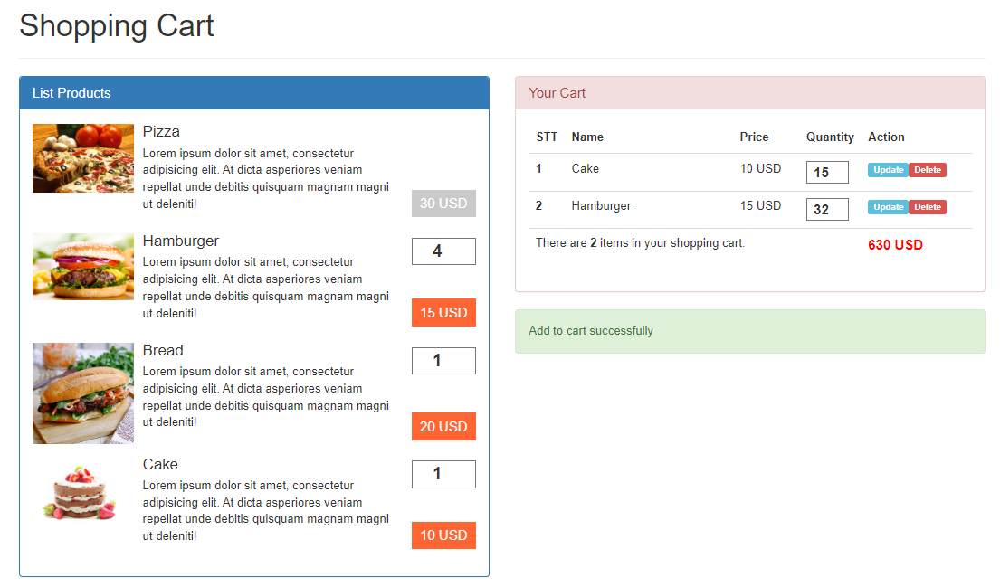 Shopping Cart
List Products
Pizza
Lorem ipsum dolor sit amet, consectetur
adipisicing elit. At dicta asperiores veniam
repellat unde debitis quisquam magnam magni
ut deleniti!
30 USD
Hamburger
4
Lorem ipsum dolor sit amet, consectetur
adipisicing elit. At dicta asperiores veniam
repellat unde debitis quisquam magnam magni
ut deleniti!
15 USD
Bread
1
Lorem ipsum dolor sit amet, consectetur
adipisicing elit. At dicta asperiores veniam
repellat unde debitis quisquam magnam magni
ut deleniti!
20 USD
Cake
1
Lorem ipsum dolor sit amet, consectetur
adipisicing elit. At dicta asperiores veniam
repellat unde debitis quisquam magnam magni
ut deleniti!
10 USD
Your Cart
STT Name Price Quantity Action
1 Cake 10 USD 15 Update Delete
2 Hamburger 15 USD 32 Update Delete
There are 2 items in your shopping cart. 630 USD
Add to cart successfully